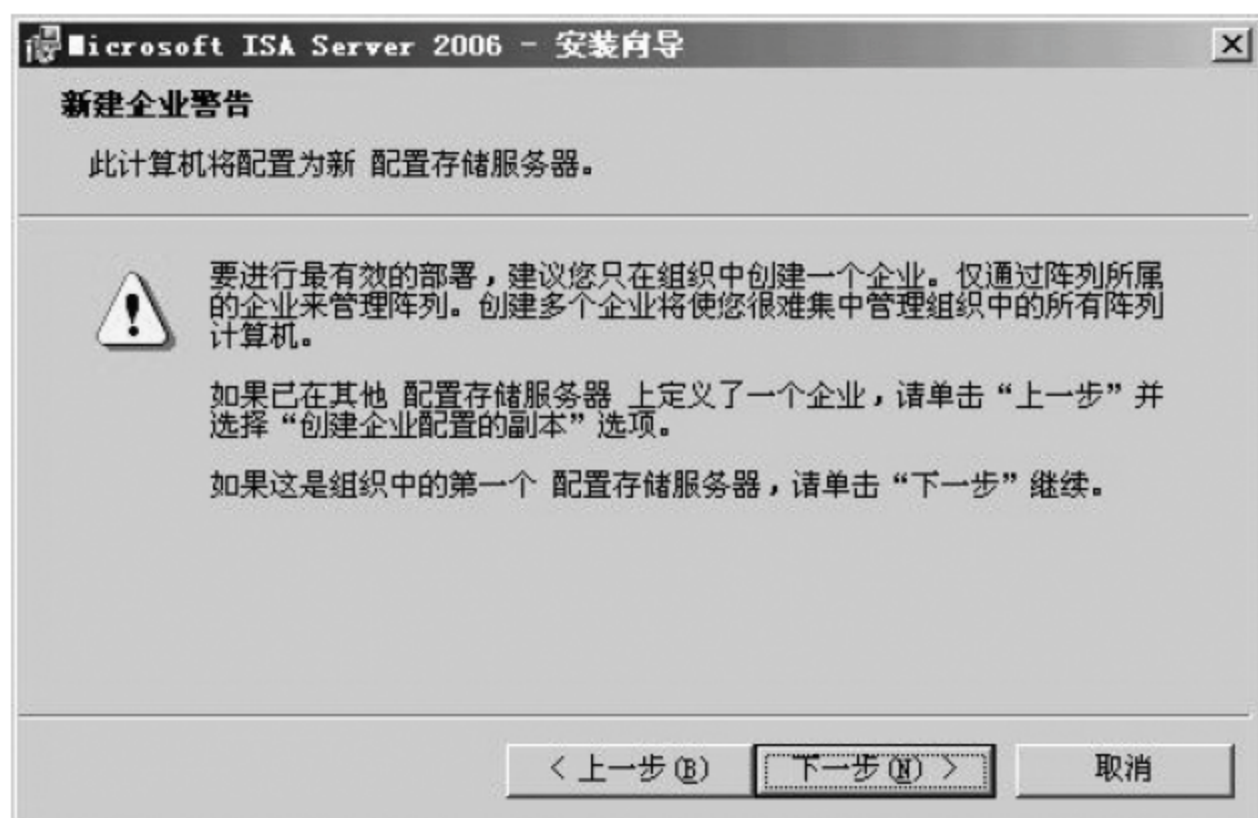 Microsoft ISA Server 2006 - 安装向导
新建企业警告
此计算机将配置为新 配置存储服务器。
要进行最有效的部署，建议您只在组织中创建一个企业。仅通过阵列所属
的企业来管理阵列。创建多个企业将使您很难集中管理组织中的所有阵列
计算机。
如果已在其他 配置存储服务器 上定义了一个企业，请单击“上一步”并
选择“创建企业配置的副本”选项。
如果这是组织中的第一个 配置存储服务器，请单击“下一步”继续。
< 上一步(B) 下一步(N) > 取消